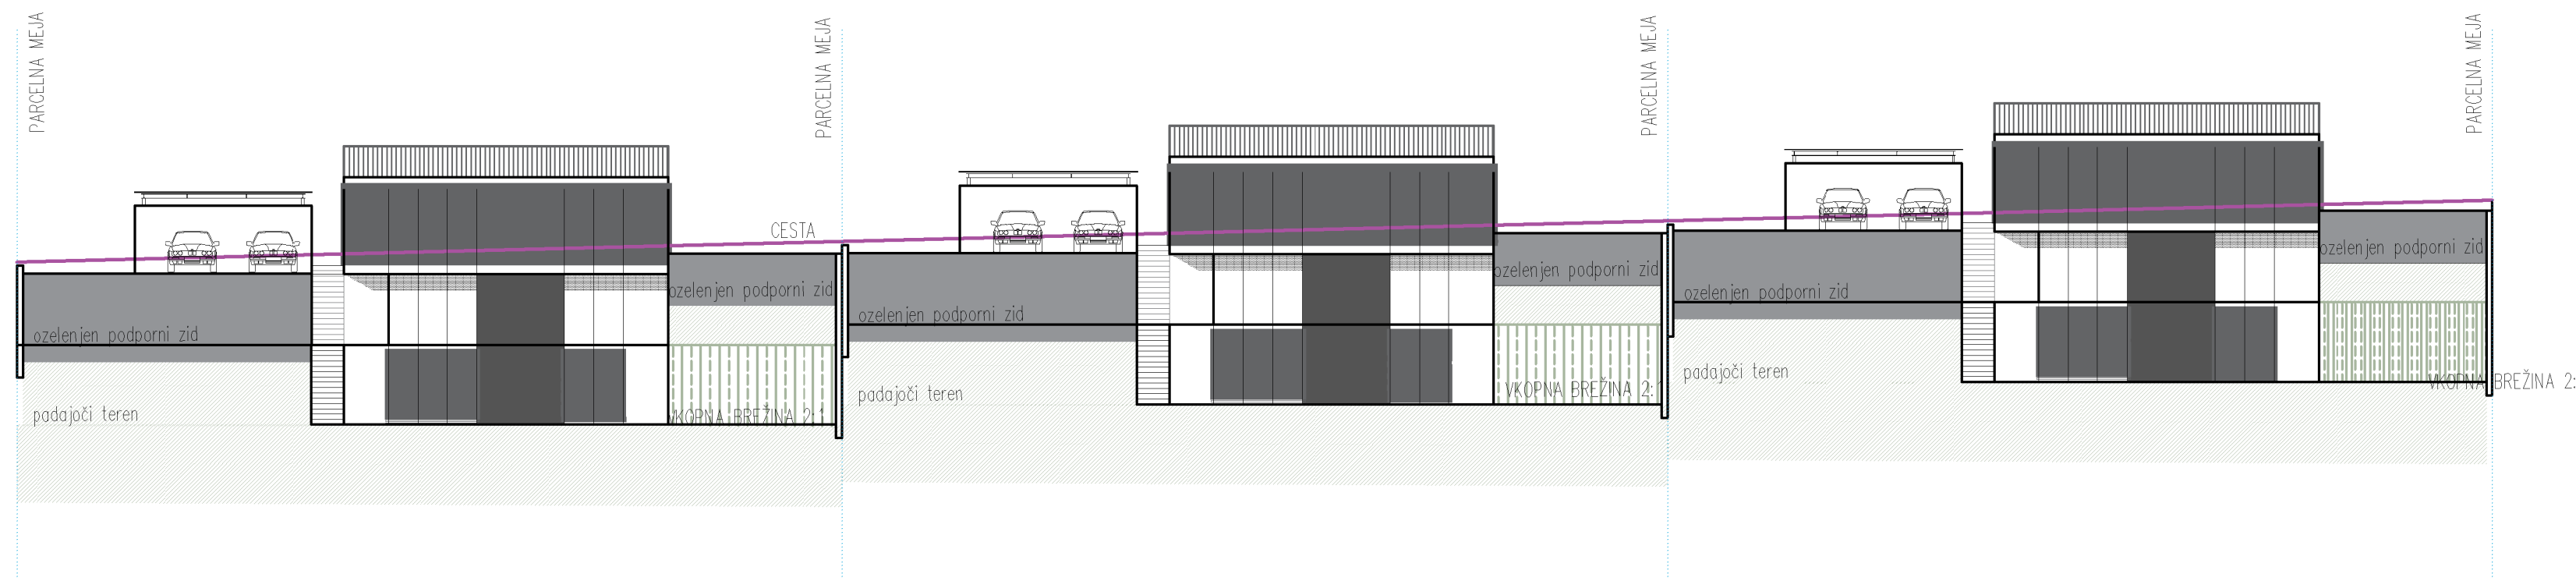 PARCELNA MEJA
PARCELNA MEJA
PARCELNA MEJA
PARCELNA MEJA
CESTA
ozelenjen podporni zid
ozelenjen podporni zid
padajoči teren
VKOPNA BREŽINA 2:1
ozelenjen podporni zid
ozelenjen podporni zid
padajoči teren
VKOPNA BREŽINA 2:
ozelenjen podporni zid
ozelenjen podporni zid
padajoči teren
VKOPNA BREŽINA 2: